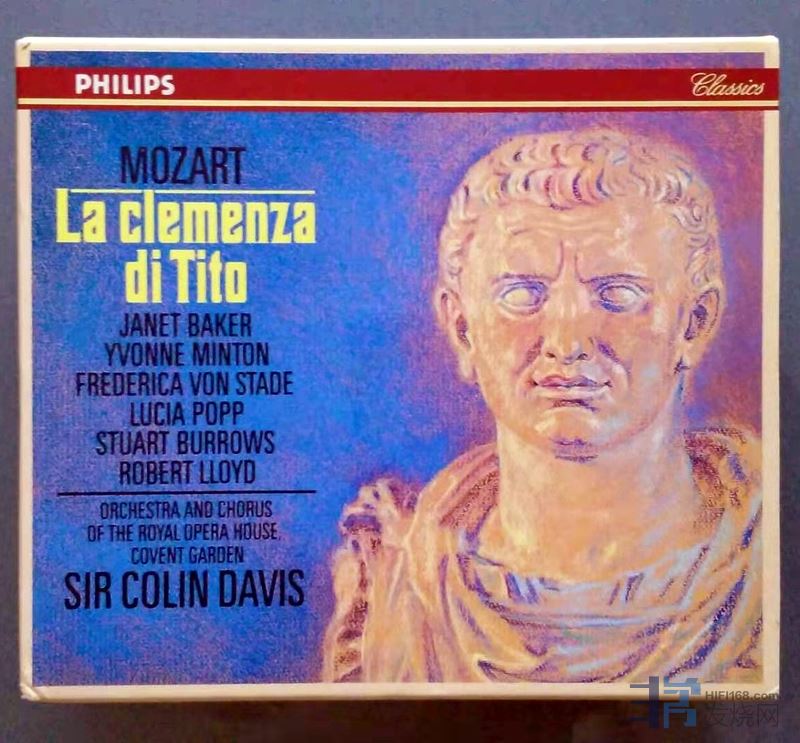 PHILIPS
Classics
MOZART
La clemenza
di Tito
JANET BAKER
YVONNE MINTON
FREDERICA VON STADE
LUCIA POPP
STUART BURROWS
ROBERT LLOYD
ORCHESTRA AND CHORUS
OF THE ROYAL OPERA HOUSE,
COVENT GARDEN
SIR COLIN DAVIS
HIFI168.com
发烧网